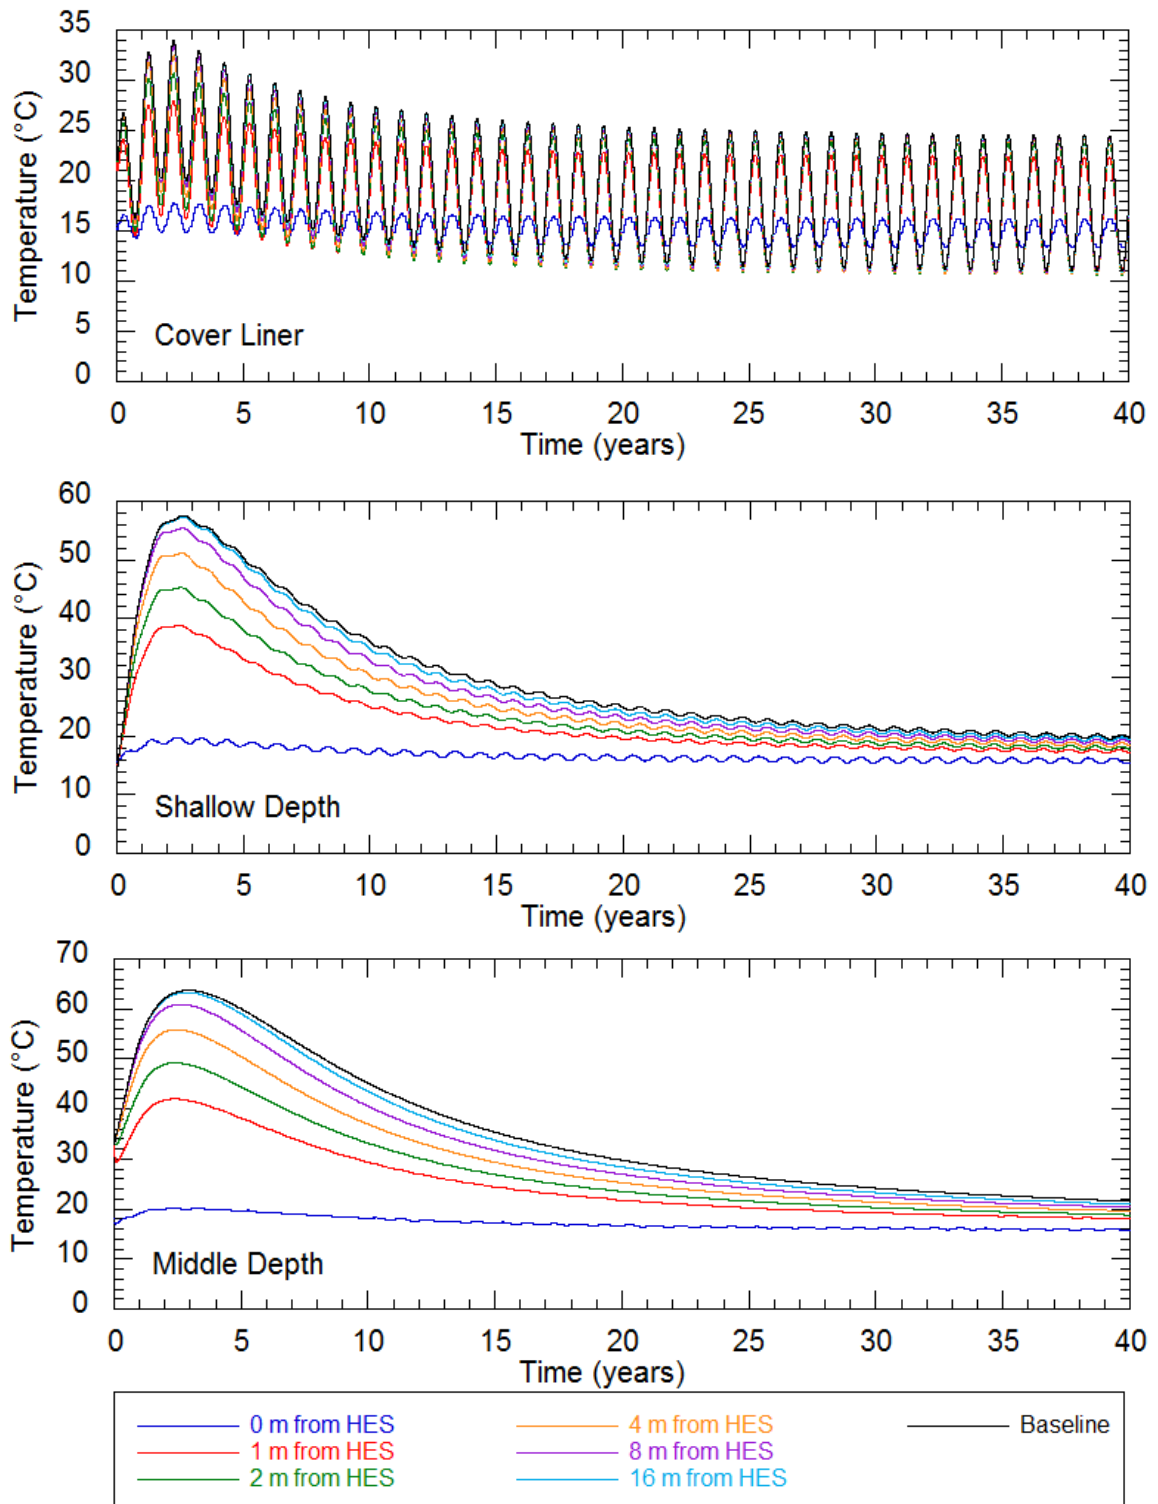 35
30
25
20
15
10
5
0
Temperature (°C)
Cover Liner
0 5 10 15 20 25 30 35 40
Time (years)
60
50
40
30
20
10
0
Temperature (°C)
Shallow Depth
0 5 10 15 20 25 30 35 40
Time (years)
70
60
50
40
30
20
10
0
Temperature (°C)
Middle Depth
0 5 10 15 20 25 30 35 40
Time (years)
0 m from HES 4 m from HES Baseline
1 m from HES 8 m from HES
2 m from HES 16 m from HES